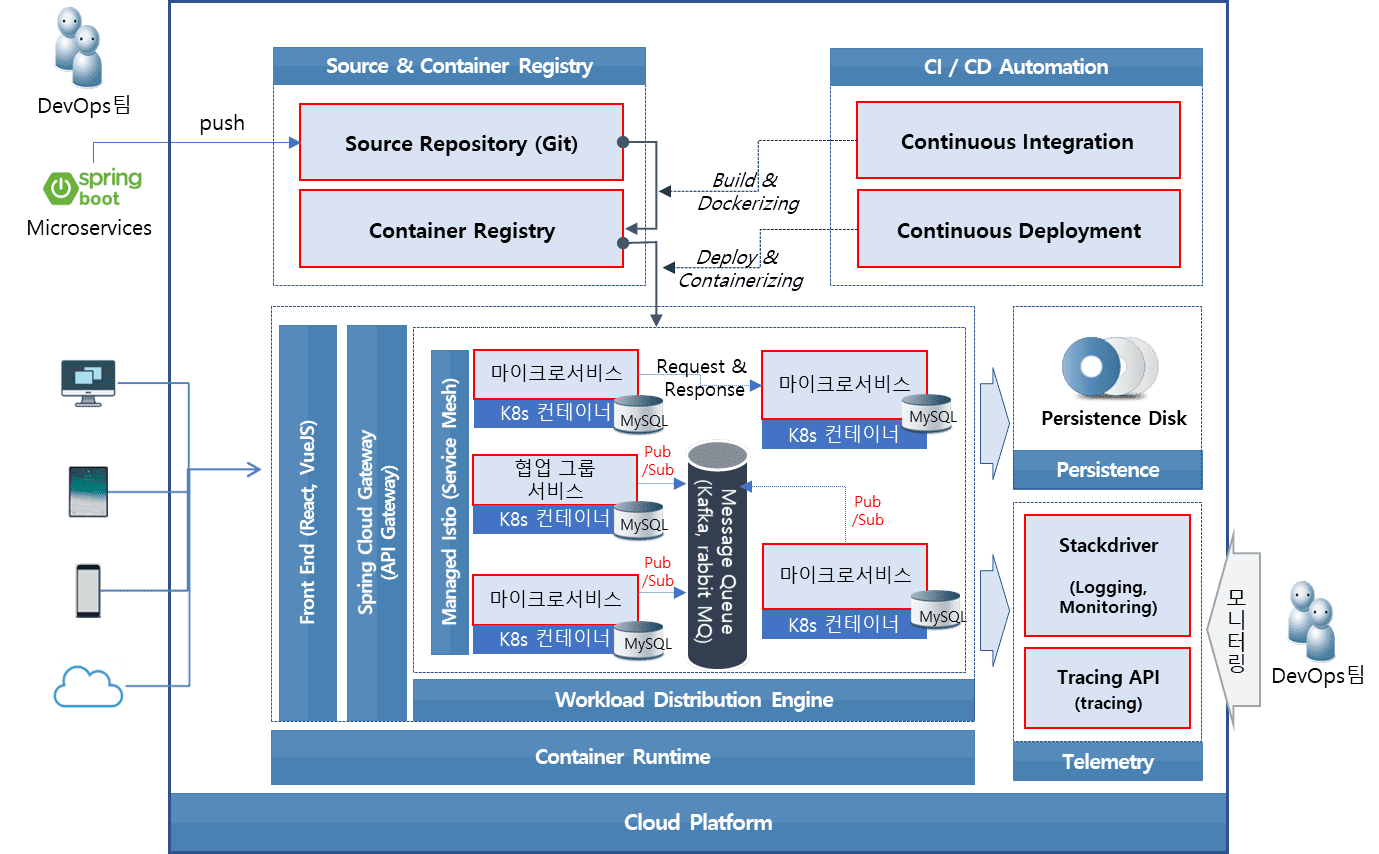 DevOps팀
push
spring
boot
Microservices
Source & Container Registry
Source Repository (Git)
Container Registry
CI / CD Automation
Continuous Integration
Continuous Deployment
Build &
Dockerizing
Deploy &
Containerizing
Front End (React, VueJS)
Spring Cloud Gateway
(API Gateway)
Managed Istio (Service Mesh)
마이크로서비스
K8s 컨테이너
MySQL
Request &
Response
마이크로서비스
K8s 컨테이너
MySQL
협업 그룹
서비스
K8s 컨테이너
MySQL
Pub
/Sub
Message Queue
(Kafka, rabbit MQ)
Pub
/Sub
마이크로서비스
K8s 컨테이너
MySQL
Pub
/Sub
마이크로서비스
K8s 컨테이너
MySQL
Workload Distribution Engine
Container Runtime
Persistence Disk
Persistence
Stackdriver
(Logging,
Monitoring)
Tracing API
(tracing)
Telemetry
모니터링
DevOps팀
Cloud Platform